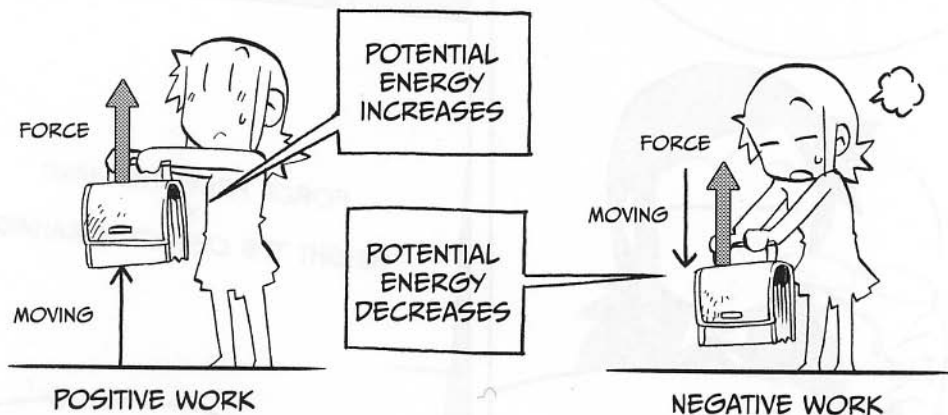 POTENTIAL
ENERGY
INCREASES
FORCE
MOVING
POSITIVE WORK
POTENTIAL
ENERGY
DECREASES
FORCE
MOVING
NEGATIVE WORK